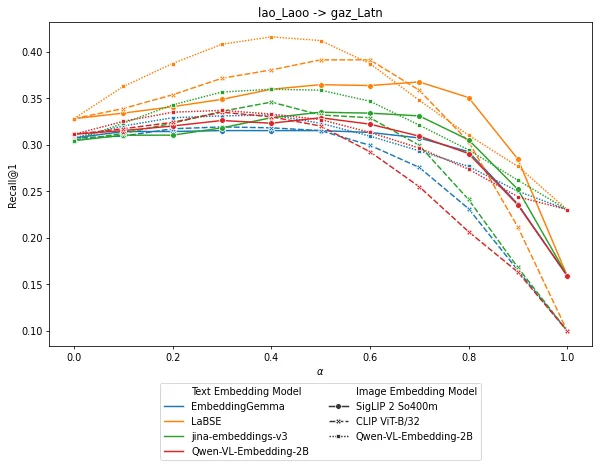 lao_Laoo -> gaz_Latn
Recall@1
0.40
0.35
0.30
0.25
0.20
0.15
0.10
0.0
0.2
0.4
0.6
0.8
1.0
α
Text Embedding Model
EmbeddingGemma
LaBSE
jina-embeddings-v3
Qwen-VL-Embedding-2B
Image Embedding Model
SigLIP 2 So400m
CLIP ViT-B/32
Qwen-VL-Embedding-2B